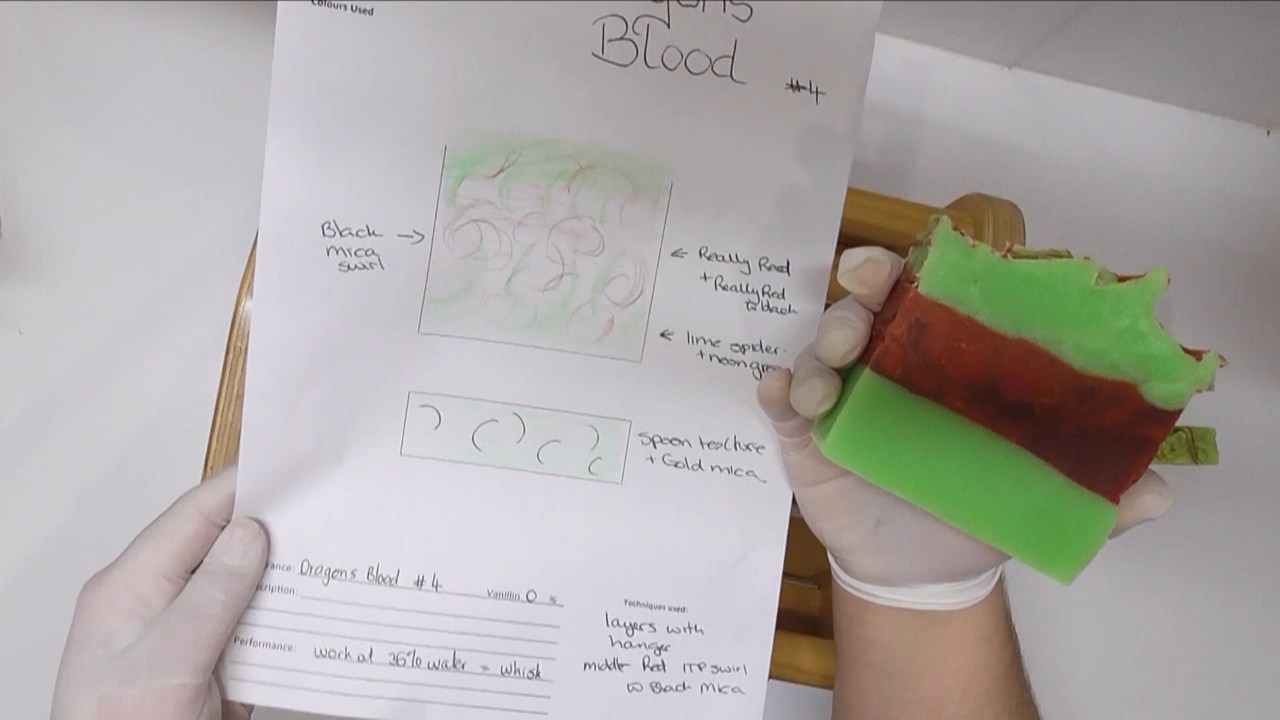 Colours Used
Blood
#4
Black
mica
swirl
Really Red
+ Really Red
to black
lime spider
+ neon
Spoon texture
+ Gold mica
Dragons Blood #4
Vanillin 0 %
Performance: work at 36% water = whisk
Techniques used:
layers with
hanger
middle Red ITP swirl
w Black Mica